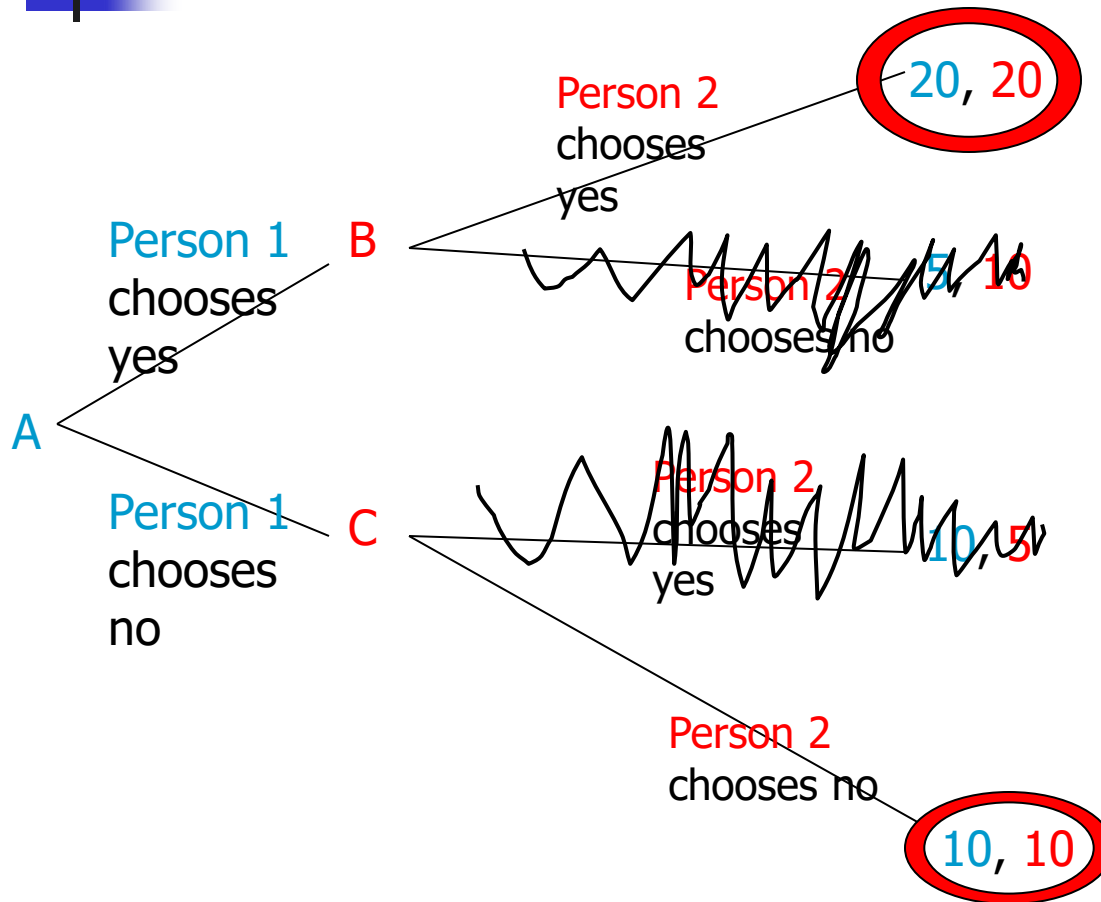 20, 20
Person 2
chooses
yes
Person 1
chooses
yes
B
5, 10
Person 2
chooses no
A
Person 2
chooses
yes
10, 5
Person 1
chooses
no
C
Person 2
chooses no
10, 10